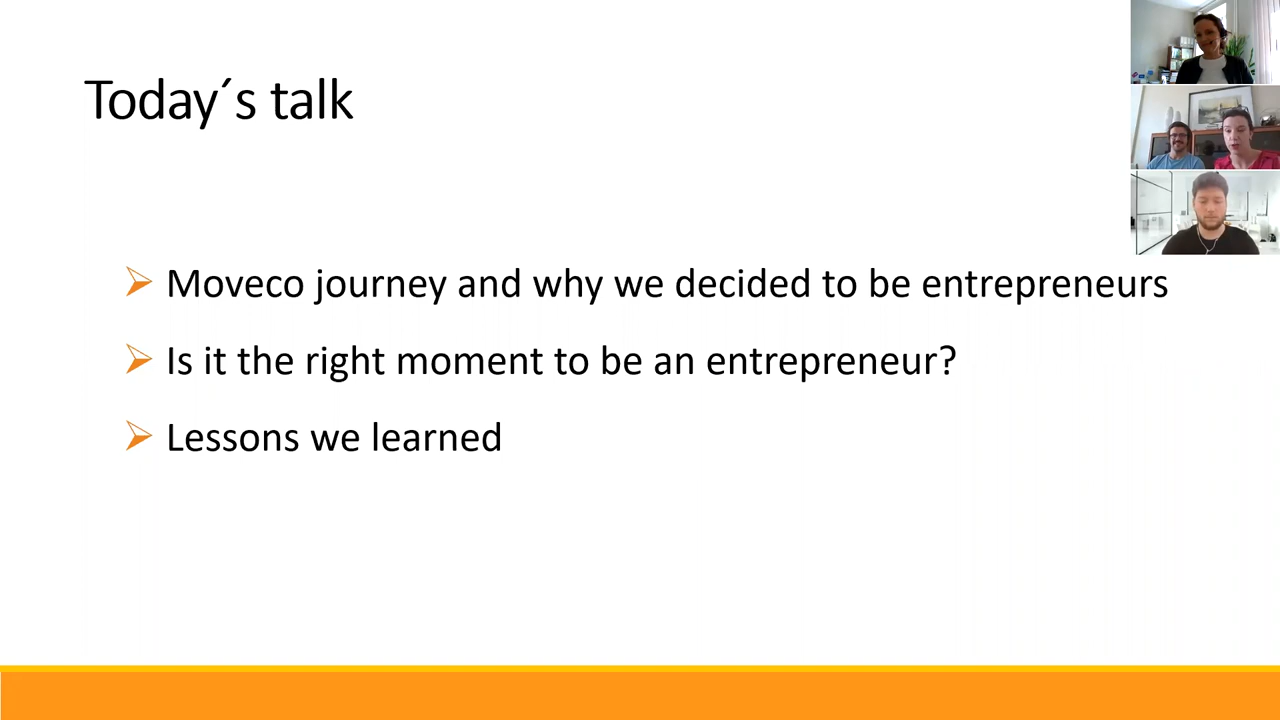 Today´s talk
Moveco journey and why we decided to be entrepreneurs
Is it the right moment to be an entrepreneur?
Lessons we learned